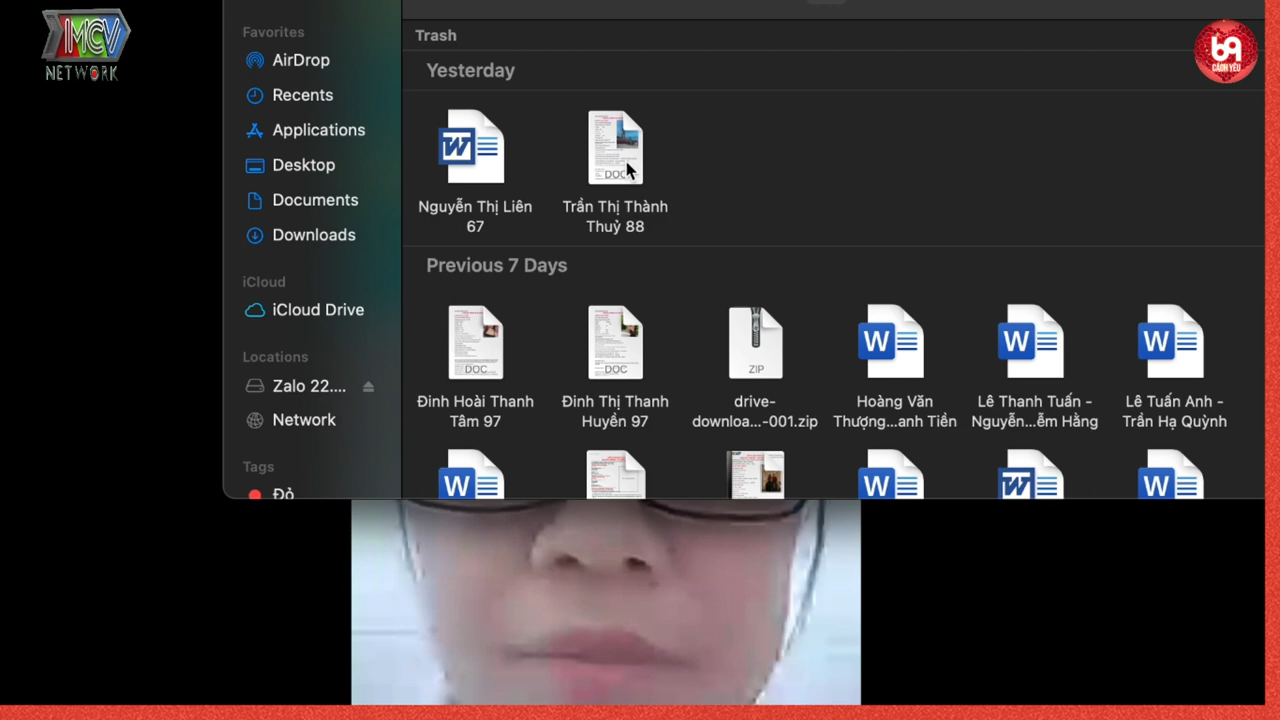 MCV
NETWORK
Favorites
AirDrop
Recents
Applications
Desktop
Documents
Downloads
iCloud
iCloud Drive
Locations
Zalo 22....
Network
Tags
Đỏ
Trash
Yesterday
Nguyễn Thị Liên
67
DOC
Trần Thị Thành
Thuỷ 88
Previous 7 Days
DOC
Đinh Hoài Thanh
Tâm 97
DOC
Đinh Thị Thanh
Huyền 97
ZIP
drive-
downloa...-001.zip
W
Hoàng Văn
Thượng...anh Tiền
W
Lê Thanh Tuấn -
Nguyễn...ễm Hằng
W
Lê Tuấn Anh -
Trần Hạ Quỳnh
W
W
W
W
W
CÁCH YÊU